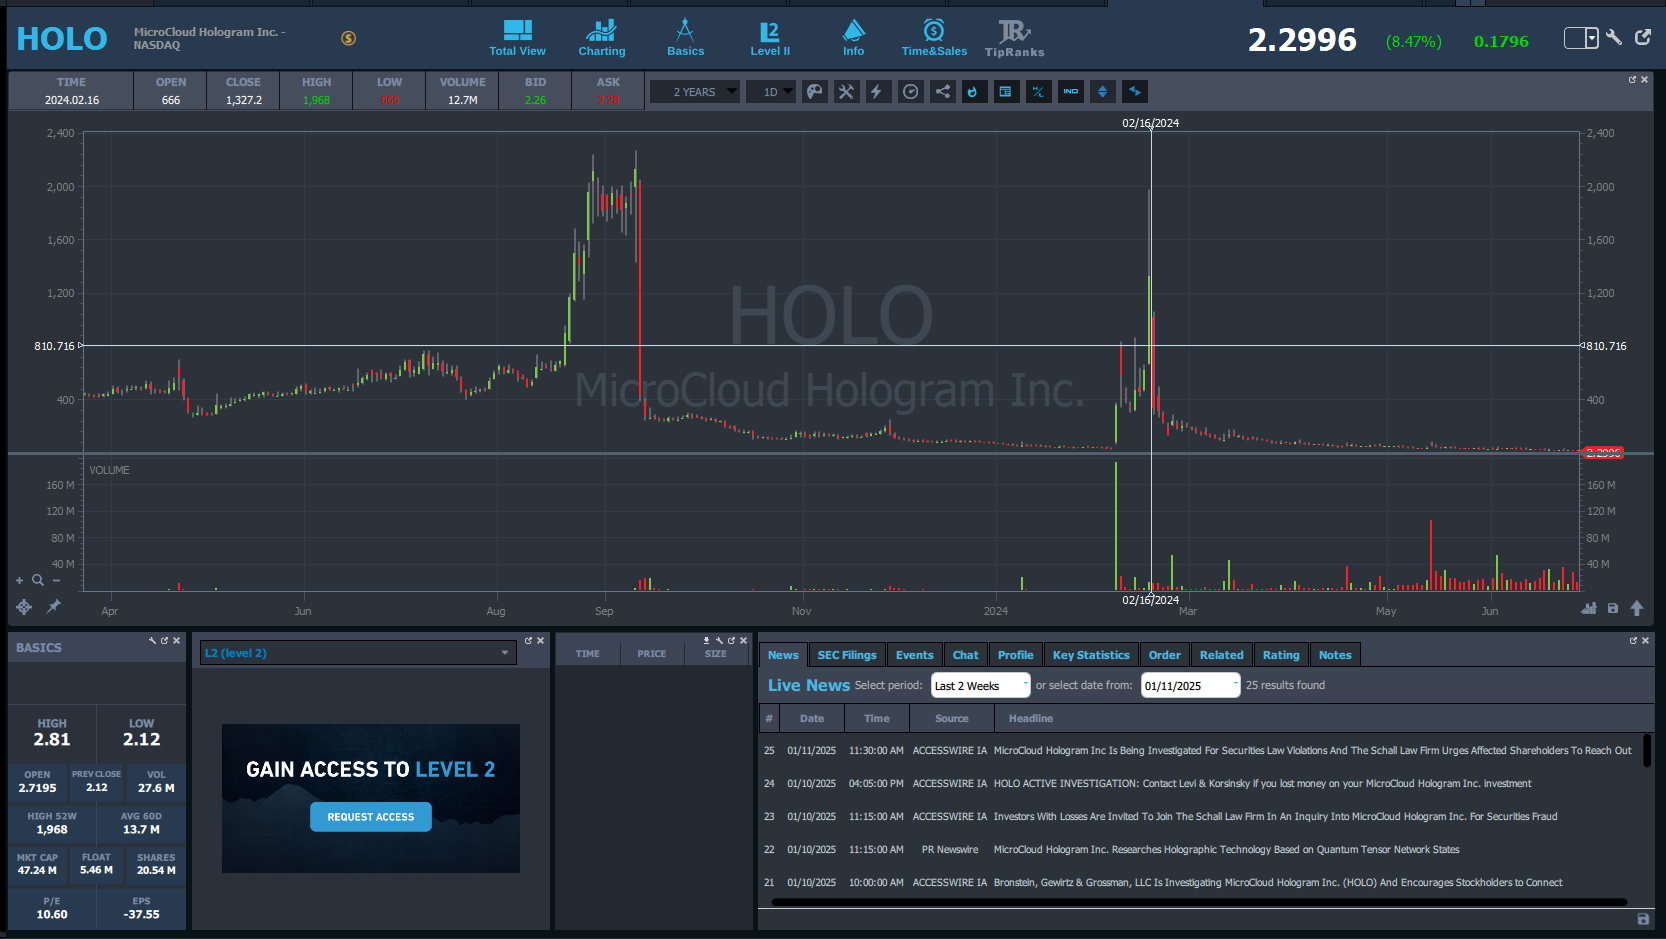 HOLO
MicroCloud Hologram Inc. -
NASDAQ
Total View
Charting
Basics
L2
Level II
Info
Time&Sales
TipRanks
2.2996 (8.47%) 0.1796
TIME OPEN CLOSE HIGH LOW VOLUME BID ASK
2024.02.16 666 1,327.2 1,968 666 12.7M 2.26 2.28
2 YEARS 1D
H/L IND
02/16/2024
2,400 2,400
2,000 2,000
1,600 1,600
1,200 1,200
HOLO
810.716 810.716
MicroCloud Hologram Inc.
400 400
2.2996
VOLUME
160 M 160 M
120 M 120 M
80 M 80 M
40 M 40 M
02/16/2024
Apr Jun Aug Sep Nov 2024 Mar May Jun
BASICS
HIGH LOW
2.81 2.12
OPEN PREV CLOSE VOL
2.7195 2.12 27.6 M
HIGH 52W AVG 60D
1,968 13.7 M
MKT CAP FLOAT SHARES
47.24 M 5.46 M 20.54 M
P/E EPS
10.60 -37.55
L2 (level 2)
GAIN ACCESS TO LEVEL 2
REQUEST ACCESS
TIME PRICE SIZE
News SEC Filings Events Chat Profile Key Statistics Order Related Rating Notes
Live News Select period: Last 2 Weeks or select date from: 01/11/2025 25 results found
# Date Time Source Headline
25 01/11/2025 11:30:00 AM ACCESSWIRE IA MicroCloud Hologram Inc Is Being Investigated For Securities Law Violations And The Schall Law Firm Urges Affected Shareholders To Reach Out
24 01/10/2025 04:05:00 PM ACCESSWIRE IA HOLO ACTIVE INVESTIGATION: Contact Levi & Korsinsky if you lost money on your MicroCloud Hologram Inc. investment
23 01/10/2025 11:15:00 AM ACCESSWIRE IA Investors With Losses Are Invited To Join The Schall Law Firm In An Inquiry Into MicroCloud Hologram Inc. For Securities Fraud
22 01/10/2025 11:15:00 AM PR Newswire MicroCloud Hologram Inc. Researches Holographic Technology Based on Quantum Tensor Network States
21 01/10/2025 10:00:00 AM ACCESSWIRE IA Bronstein, Gewirtz & Grossman, LLC Is Investigating MicroCloud Hologram Inc. (HOLO) And Encourages Stockholders to Connect